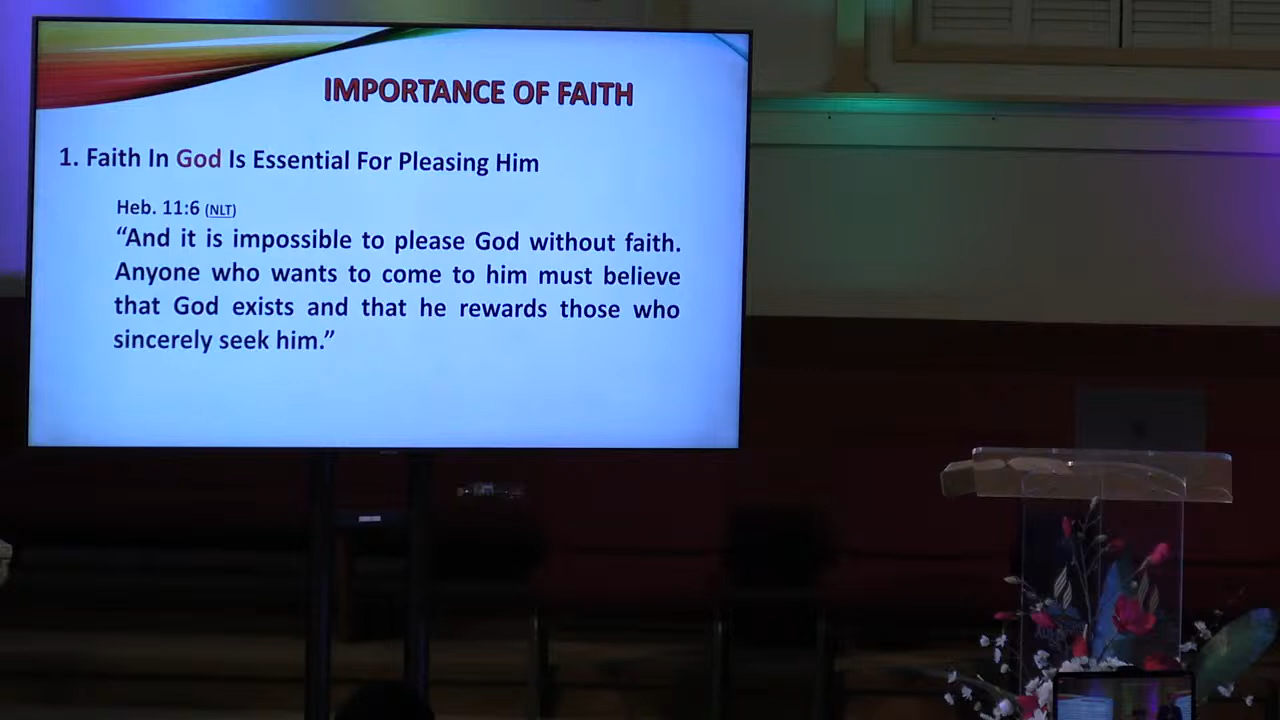 IMPORTANCE OF FAITH
1. Faith In God Is Essential For Pleasing Him
Heb. 11:6 (NLT)
“And it is impossible to please God without faith.
Anyone who wants to come to him must believe
that God exists and that he rewards those who
sincerely seek him.”